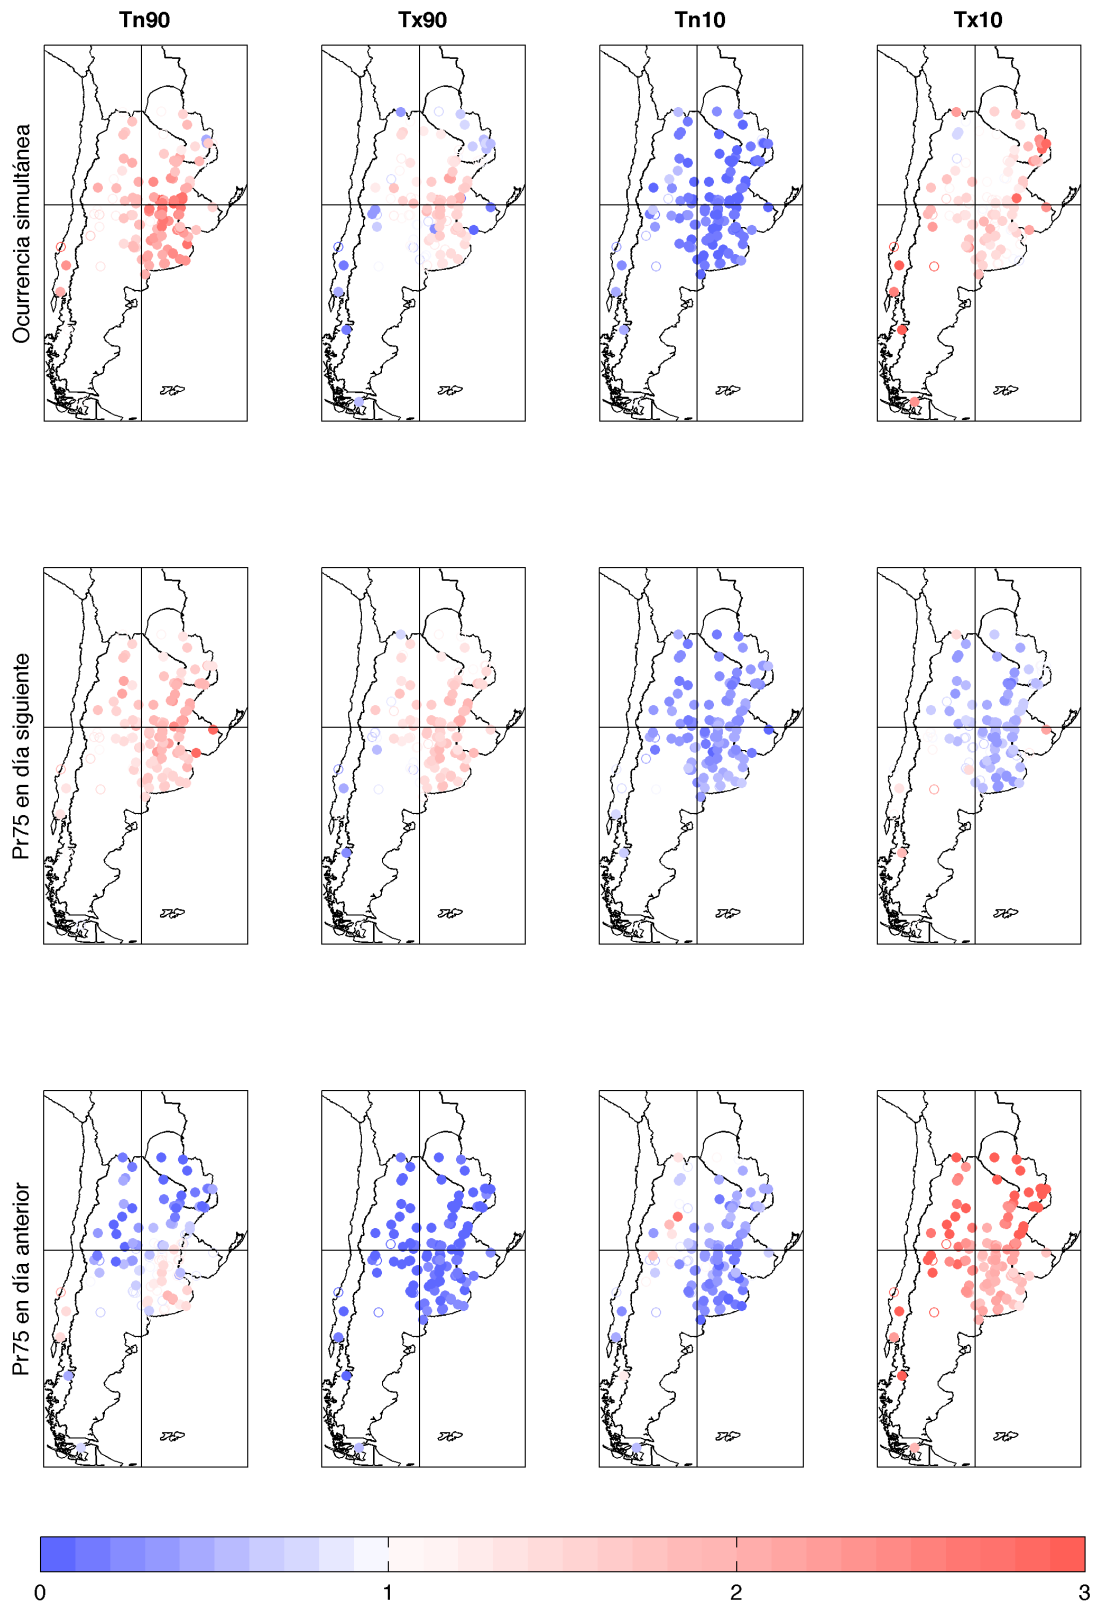 Tn90 Tx90 Tn10 Tx10
Ocurrencia simultánea
Pr75 en día siguiente
Pr75 en día anterior
0 1 2 3